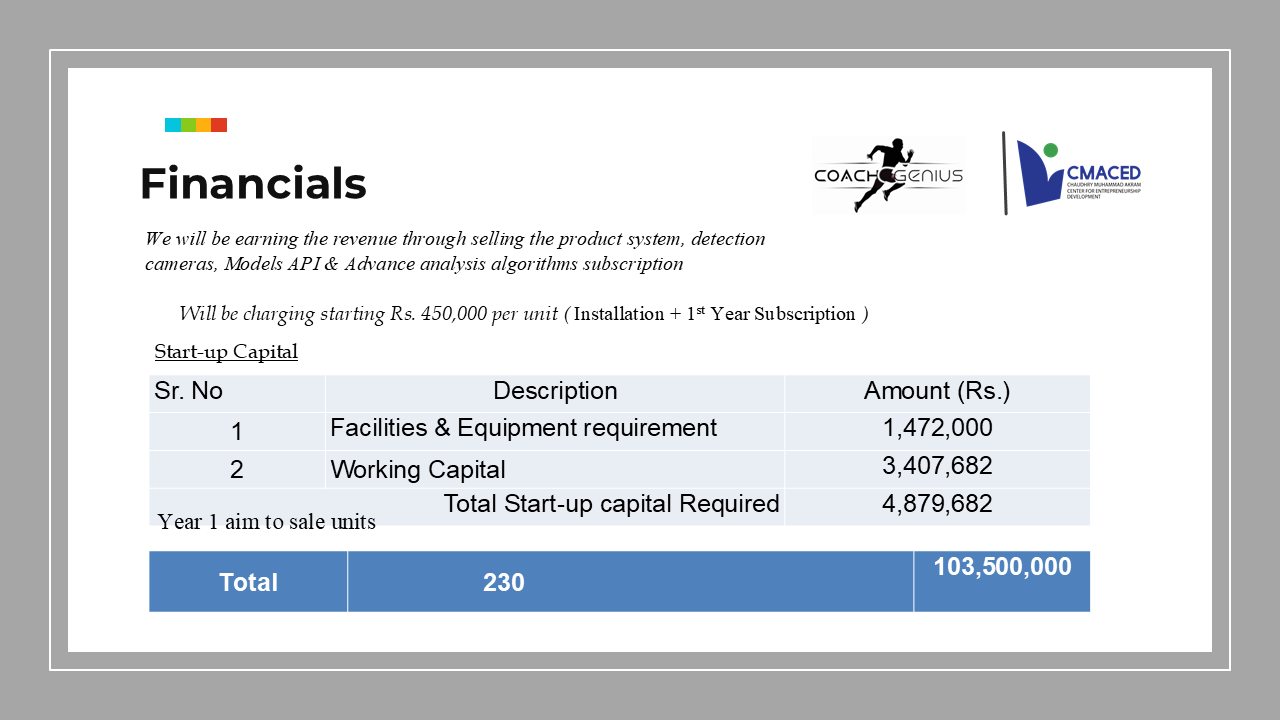 Financials
COACH GENIUS
CMACED
CHAUDHRY MUHAMMAD AKRAM
CENTER FOR ENTREPRENEURSHIP
DEVELOPMENT
We will be earning the revenue through selling the product system, detection
cameras, Models API & Advance analysis algorithms subscription
Will be charging starting Rs. 450,000 per unit ( Installation + 1st Year Subscription )
Start-up Capital
Sr. No Description Amount (Rs.)
1 Facilities & Equipment requirement 1,472,000
2 Working Capital 3,407,682
Total Start-up capital Required 4,879,682
Year 1 aim to sale units
Total 230 103,500,000